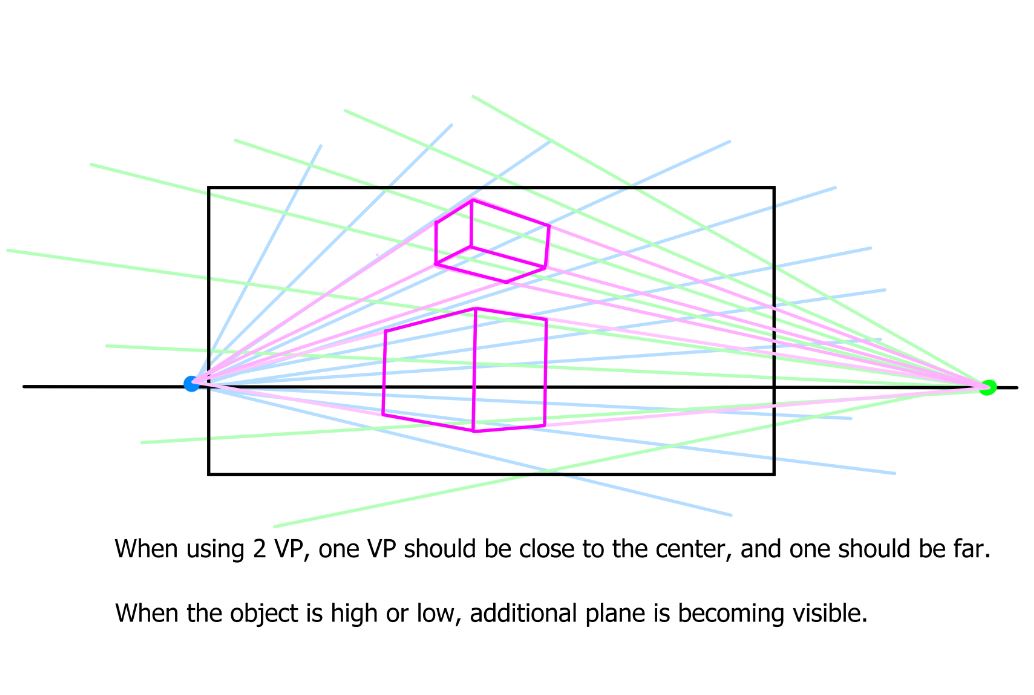 When using 2 VP, one VP should be close to the center, and one should be far.
When the object is high or low, additional plane is becoming visible.